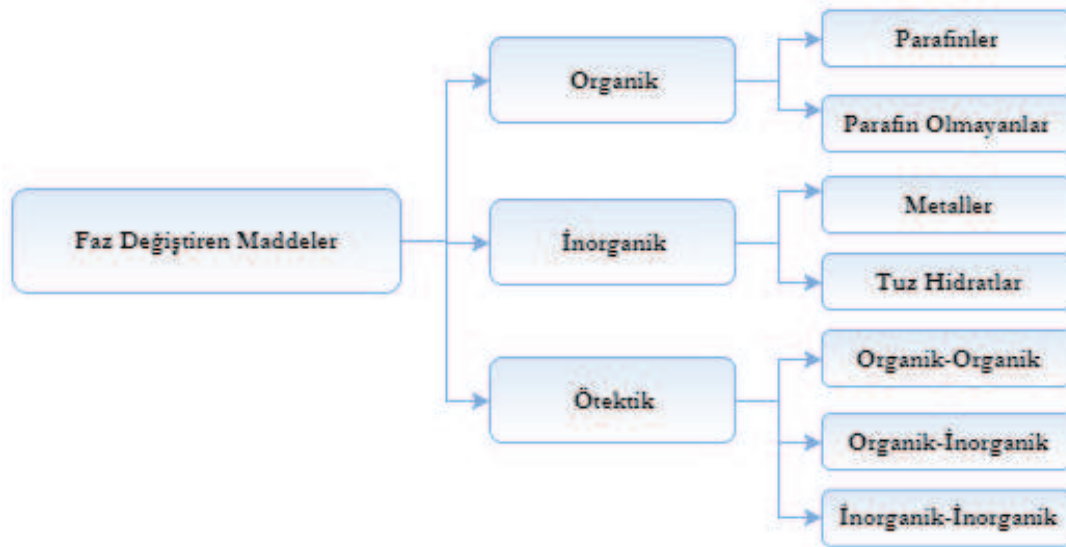 Faz Değiştiren Maddeler
Organik
Parafinler
Parafin Olmayanlar
İnorganik
Metaller
Tuz Hidratlar
Ötektik
Organik-Organik
Organik-İnorganik
İnorganik-İnorganik